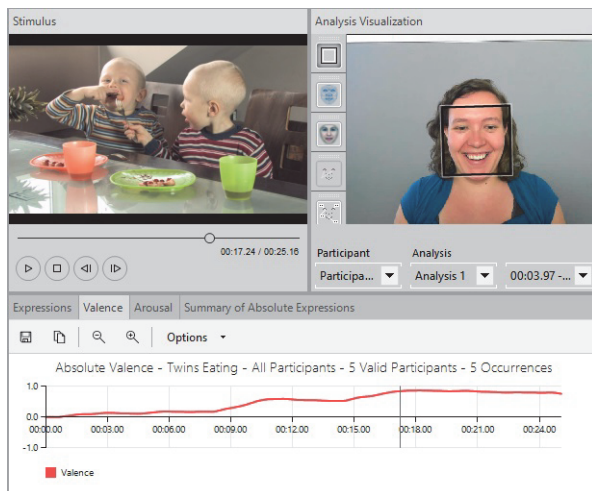 Stimulus
Analysis Visualization
00:17.24 / 00:25.16
Participant Analysis
Participa... Analysis 1 00:03.97 -...
Expressions Valence Arousal Summary of Absolute Expressions
Options
Absolute Valence - Twins Eating - All Participants - 5 Valid Participants - 5 Occurrences
1.0
0.0
00:00.00 00:03.00 00:06.00 00:09.00 00:12.00 00:15.00 00:18.00 00:21.00 00:24.00
-1.0
Valence